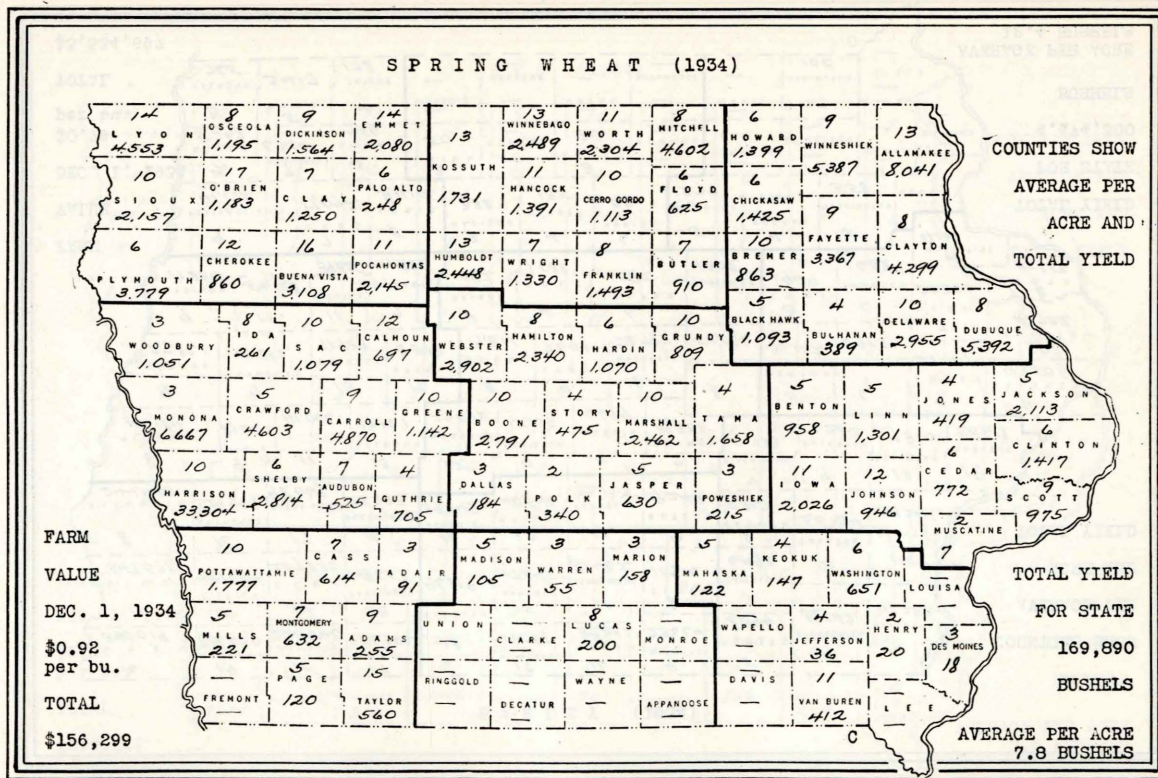 SPRING WHEAT (1934)
COUNTIES SHOW
AVERAGE PER
ACRE AND
TOTAL YIELD
14
LYON
4553
8
OSCEOLA
1,195
9
DICKINSON
1,564
14
EMMET
2,080
13
KOSSUTH
1,731
13
WINNEBAGO
2,489
11
WORTH
2,304
8
MITCHELL
4,602
6
HOWARD
1,399
9
WINNESHIEK
5,387
13
ALLAMAKEE
8,041
10
SIOUX
2,157
17
O'BRIEN
1,183
7
CLAY
1,250
6
PALO ALTO
248
11
HANCOCK
1,391
10
CERRO GORDO
1,113
6
FLOYD
625
6
CHICKASAW
1,425
6
PLYMOUTH
3,779
12
CHEROKEE
860
16
BUENA VISTA
3,108
11
POCAHONTAS
2,145
13
HUMBOLDT
2,448
7
WRIGHT
1,330
8
FRANKLIN
1,493
7
BUTLER
910
10
BREMER
863
9
FAYETTE
3,367
8
CLAYTON
4,299
3
WOODBURY
1,051
8
IDA
261
10
SAC
1,079
12
CALHOUN
697
10
WEBSTER
2,902
8
HAMILTON
2,340
6
HARDIN
1,070
10
GRUNDY
809
5
BLACK HAWK
1,093
4
BULHANAN
389
10
DELAWARE
2,955
8
DUBUQUE
5,392
3
MONONA
6667
5
CRAWFORD
4,603
9
CARROLL
4,870
10
GREENE
1,142
10
BOONE
2,791
4
STORY
475
10
MARSHALL
2,462
4
TAMA
1,658
5
BENTON
958
5
LINN
1,301
4
JONES
419
5
JACKSON
2,113
6
CLINTON
1,417
10
HARRISON
33,304
6
SHELBY
2,814
7
AUDUBON
525
4
GUTHRIE
705
3
DALLAS
184
2
POLK
340
5
JASPER
630
3
POWESHIEK
215
11
IOWA
2,026
12
JOHNSON
946
6
CEDAR
772
9
SCOTT
975
2
MUSCATINE
7
10
POTTAWATTAMIE
1,777
7
CASS
614
3
ADAIR
91
5
MADISON
105
3
WARREN
55
3
MARION
158
5
MAHASKA
122
4
KEOKUK
147
6
WASHINGTON
651
LOUISA
5
MILLS
221
7
MONTGOMERY
632
9
ADAMS
255
—
UNION
—
—
CLARKE
—
8
LUCAS
200
—
MONROE
—
—
WAPELLO
—
4
JEFFERSON
36
2
HENRY
20
3
DES MOINES
18
—
FREMONT
—
5
PAGE
120
15
TAYLOR
560
—
RINGGOLD
—
—
DECATUR
—
—
WAYNE
—
—
APPANOOSE
—
—
DAVIS
—
11
VAN BUREN
412
—
LEE
—
FARM
VALUE
DEC. 1, 1934
$0.92
per bu.
TOTAL
$156,299
TOTAL YIELD
FOR STATE
169,890
BUSHELS
C
AVERAGE PER ACRE
7.8 BUSHELS